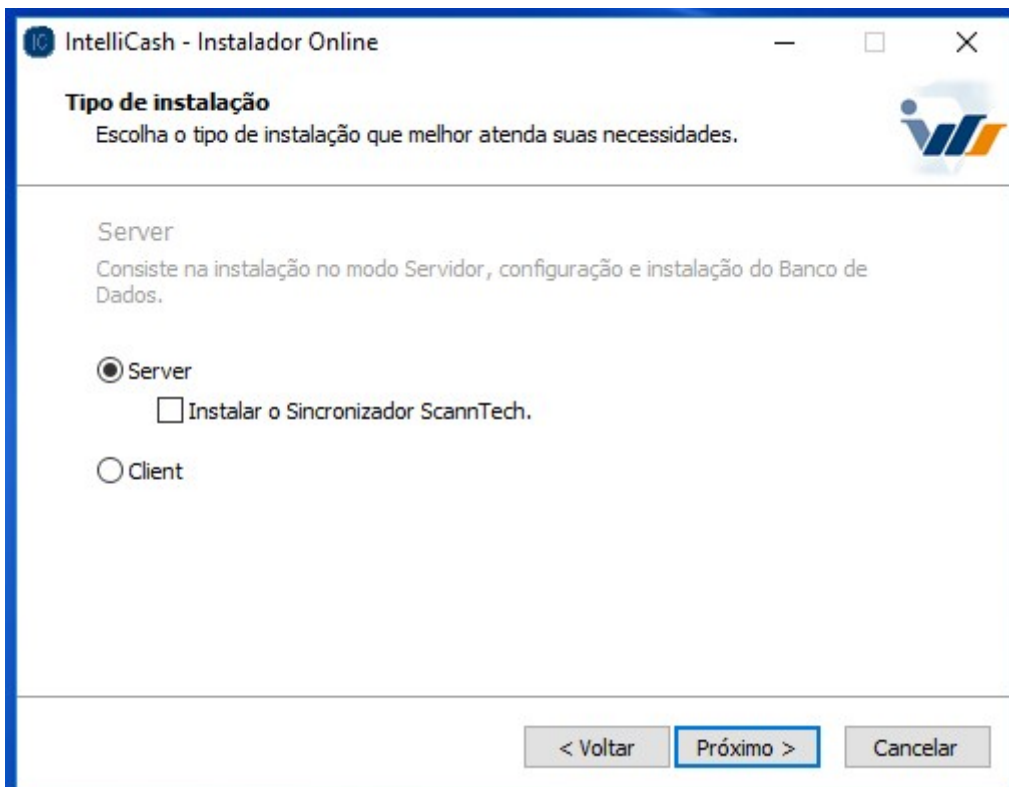 IC IntelliCash - Instalador Online
Tipo de instalação
Escolha o tipo de instalação que melhor atenda suas necessidades.
Server
Consiste na instalação no modo Servidor, configuração e instalação do Banco de
Dados.
Server
Instalar o Sincronizador ScannTech.
Client
< Voltar
Próximo >
Cancelar